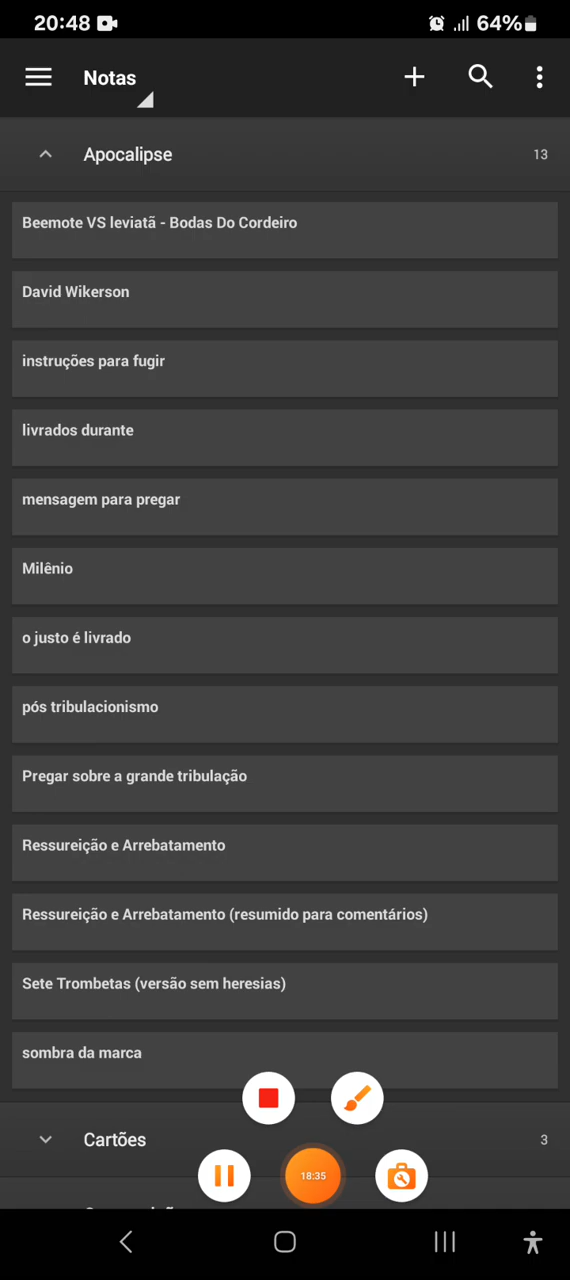 20:48
64%
Notas
Apocalipse
13
Beemote VS leviatã - Bodas Do Cordeiro
David Wikerson
instruções para fugir
livrados durante
mensagem para pregar
Milênio
o justo é livrado
pós tribulacionismo
Pregar sobre a grande tribulação
Ressureição e Arrebatamento
Ressureição e Arrebatamento (resumido para comentários)
Sete Trombetas (versão sem heresias)
sombra da marca
Cartões
3
18:35